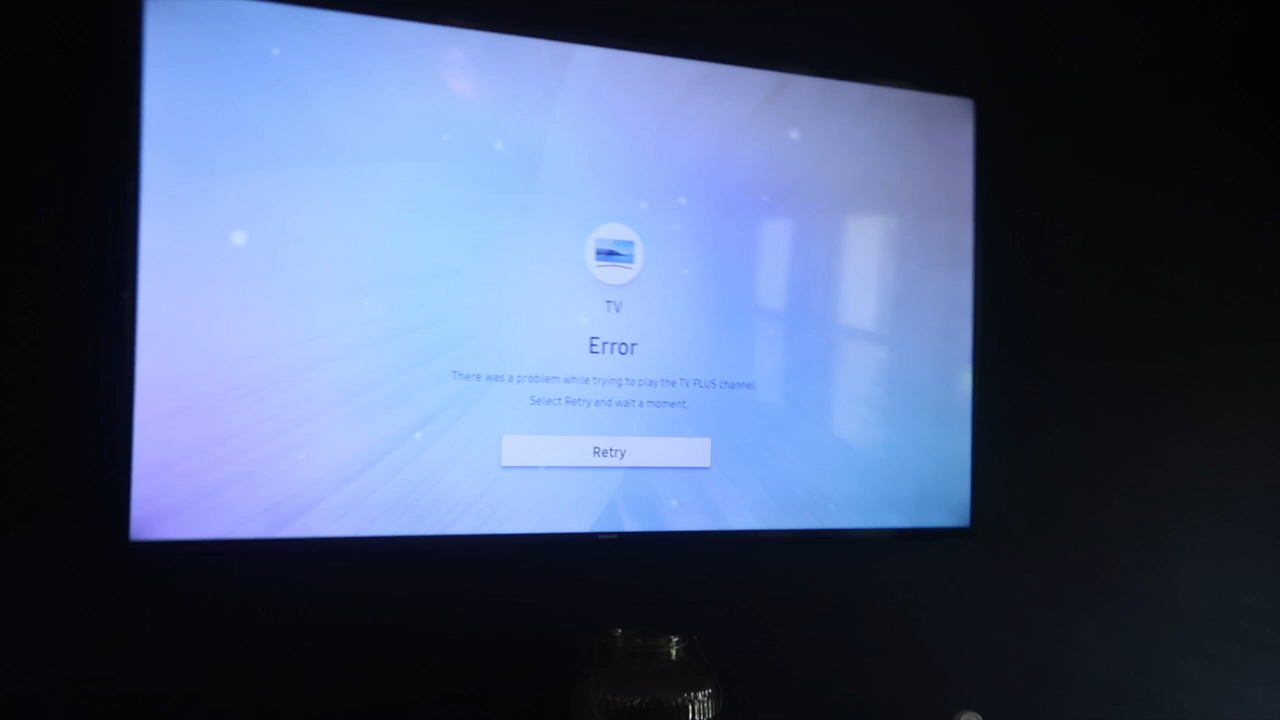 TV
Error
There was a problem while trying to play the TV PLUS channel.
Select Retry and wait a moment.
Retry